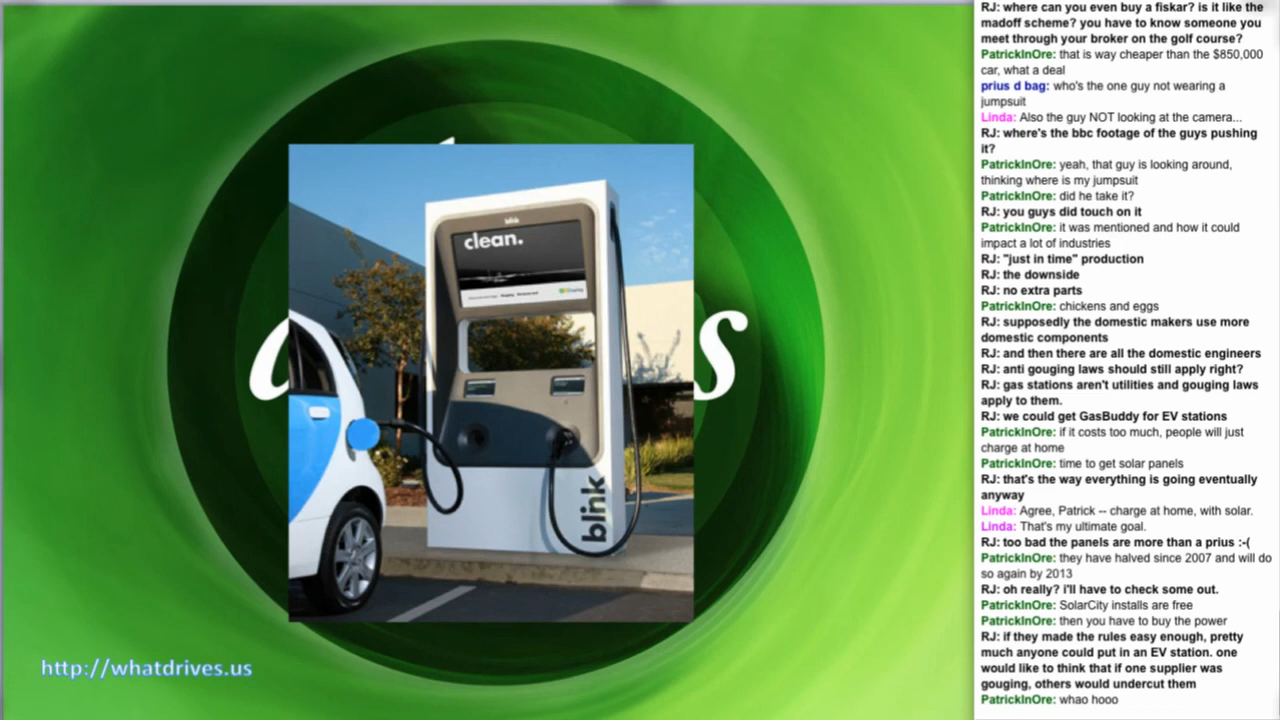 clean.
blink
blink
http://whatdrives.us
RJ: where can you even buy a fiskar? is it like the
madoff scheme? you have to know someone you
meet through your broker on the golf course?
PatrickInOre: that is way cheaper than the $850,000
car, what a deal
prius d bag: who's the one guy not wearing a
jumpsuit
Linda: Also the guy NOT looking at the camera...
RJ: where's the bbc footage of the guys pushing
it?
PatrickInOre: yeah, that guy is looking around,
thinking where is my jumpsuit
PatrickInOre: did he take it?
RJ: you guys did touch on it
PatrickInOre: it was mentioned and how it could
impact a lot of industries
RJ: "just in time" production
RJ: the downside
RJ: no extra parts
PatrickInOre: chickens and eggs
RJ: supposedly the domestic makers use more
domestic components
RJ: and then there are all the domestic engineers
RJ: anti gouging laws should still apply right?
RJ: gas stations aren't utilities and gouging laws
apply to them.
RJ: we could get GasBuddy for EV stations
PatrickInOre: if it costs too much, people will just
charge at home
PatrickInOre: time to get solar panels
RJ: that's the way everything is going eventually
anyway
Linda: Agree, Patrick -- charge at home, with solar.
Linda: That's my ultimate goal.
RJ: too bad the panels are more than a prius :-(
PatrickInOre: they have halved since 2007 and will do
so again by 2013
RJ: oh really? i'll have to check some out.
PatrickInOre: SolarCity installs are free
PatrickInOre: then you have to buy the power
RJ: if they made the rules easy enough, pretty
much anyone could put in an EV station. one
would like to think that if one supplier was
gouging, others would undercut them
PatrickInOre: whao hooo